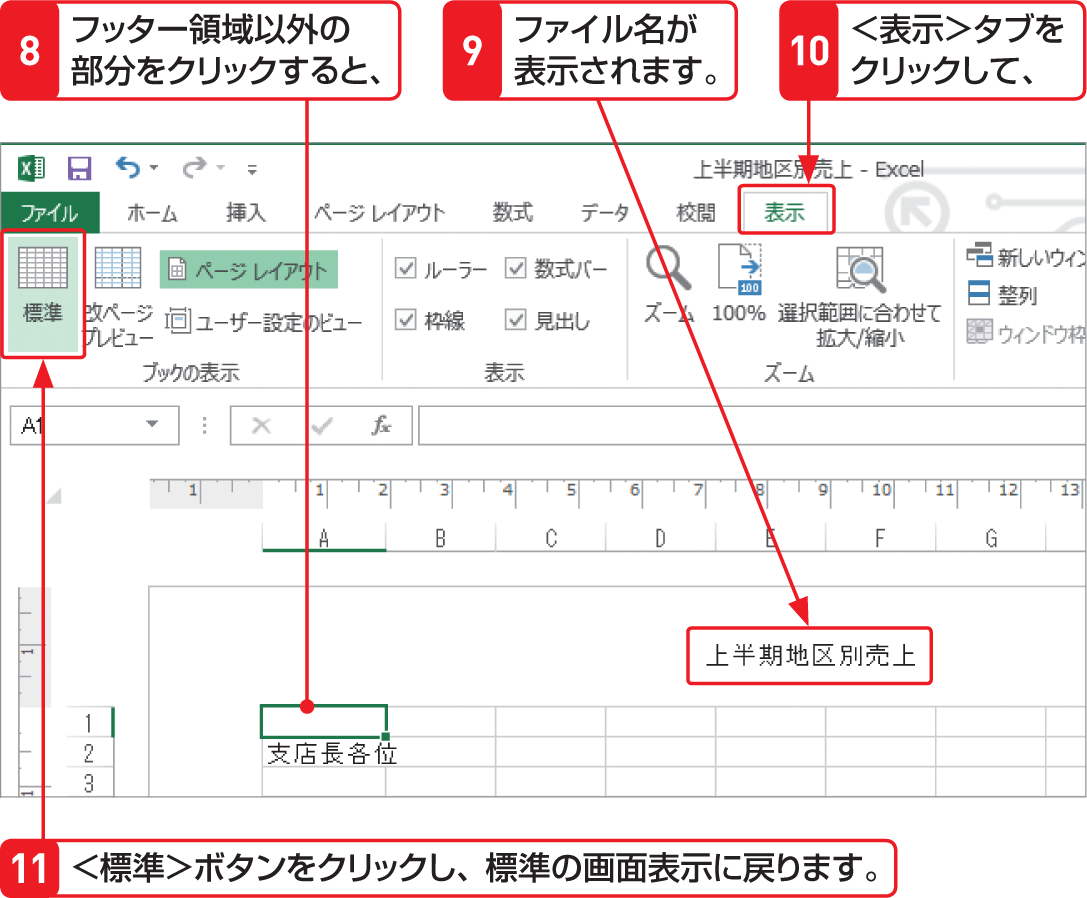 8 フッター領域以外の
部分をクリックすると、
9 ファイル名が
表示されます。
10 <表示>タブを
クリックして、
上半期地区別売上 - Excel
ファイル ホーム 挿入 ページ レイアウト 数式 データ 校閲 表示
標準
改ページ
プレビュー
ページ レイアウト
ユーザー設定のビュー
ブックの表示
ルーラー 数式バー
枠線 見出し
表示
ズーム
100
100%
選択範囲に合わせて
拡大/縮小
ズーム
新しいウィン
整列
ウィンドウ枠
A1 fx
1 1 2 3 4 5 6 7 8 9 10 11 12 13
A B C D E F G
1
上半期地区別売上
1
2 支店長各位
3
1
11 <標準>ボタンをクリックし、標準の画面表示に戻ります。